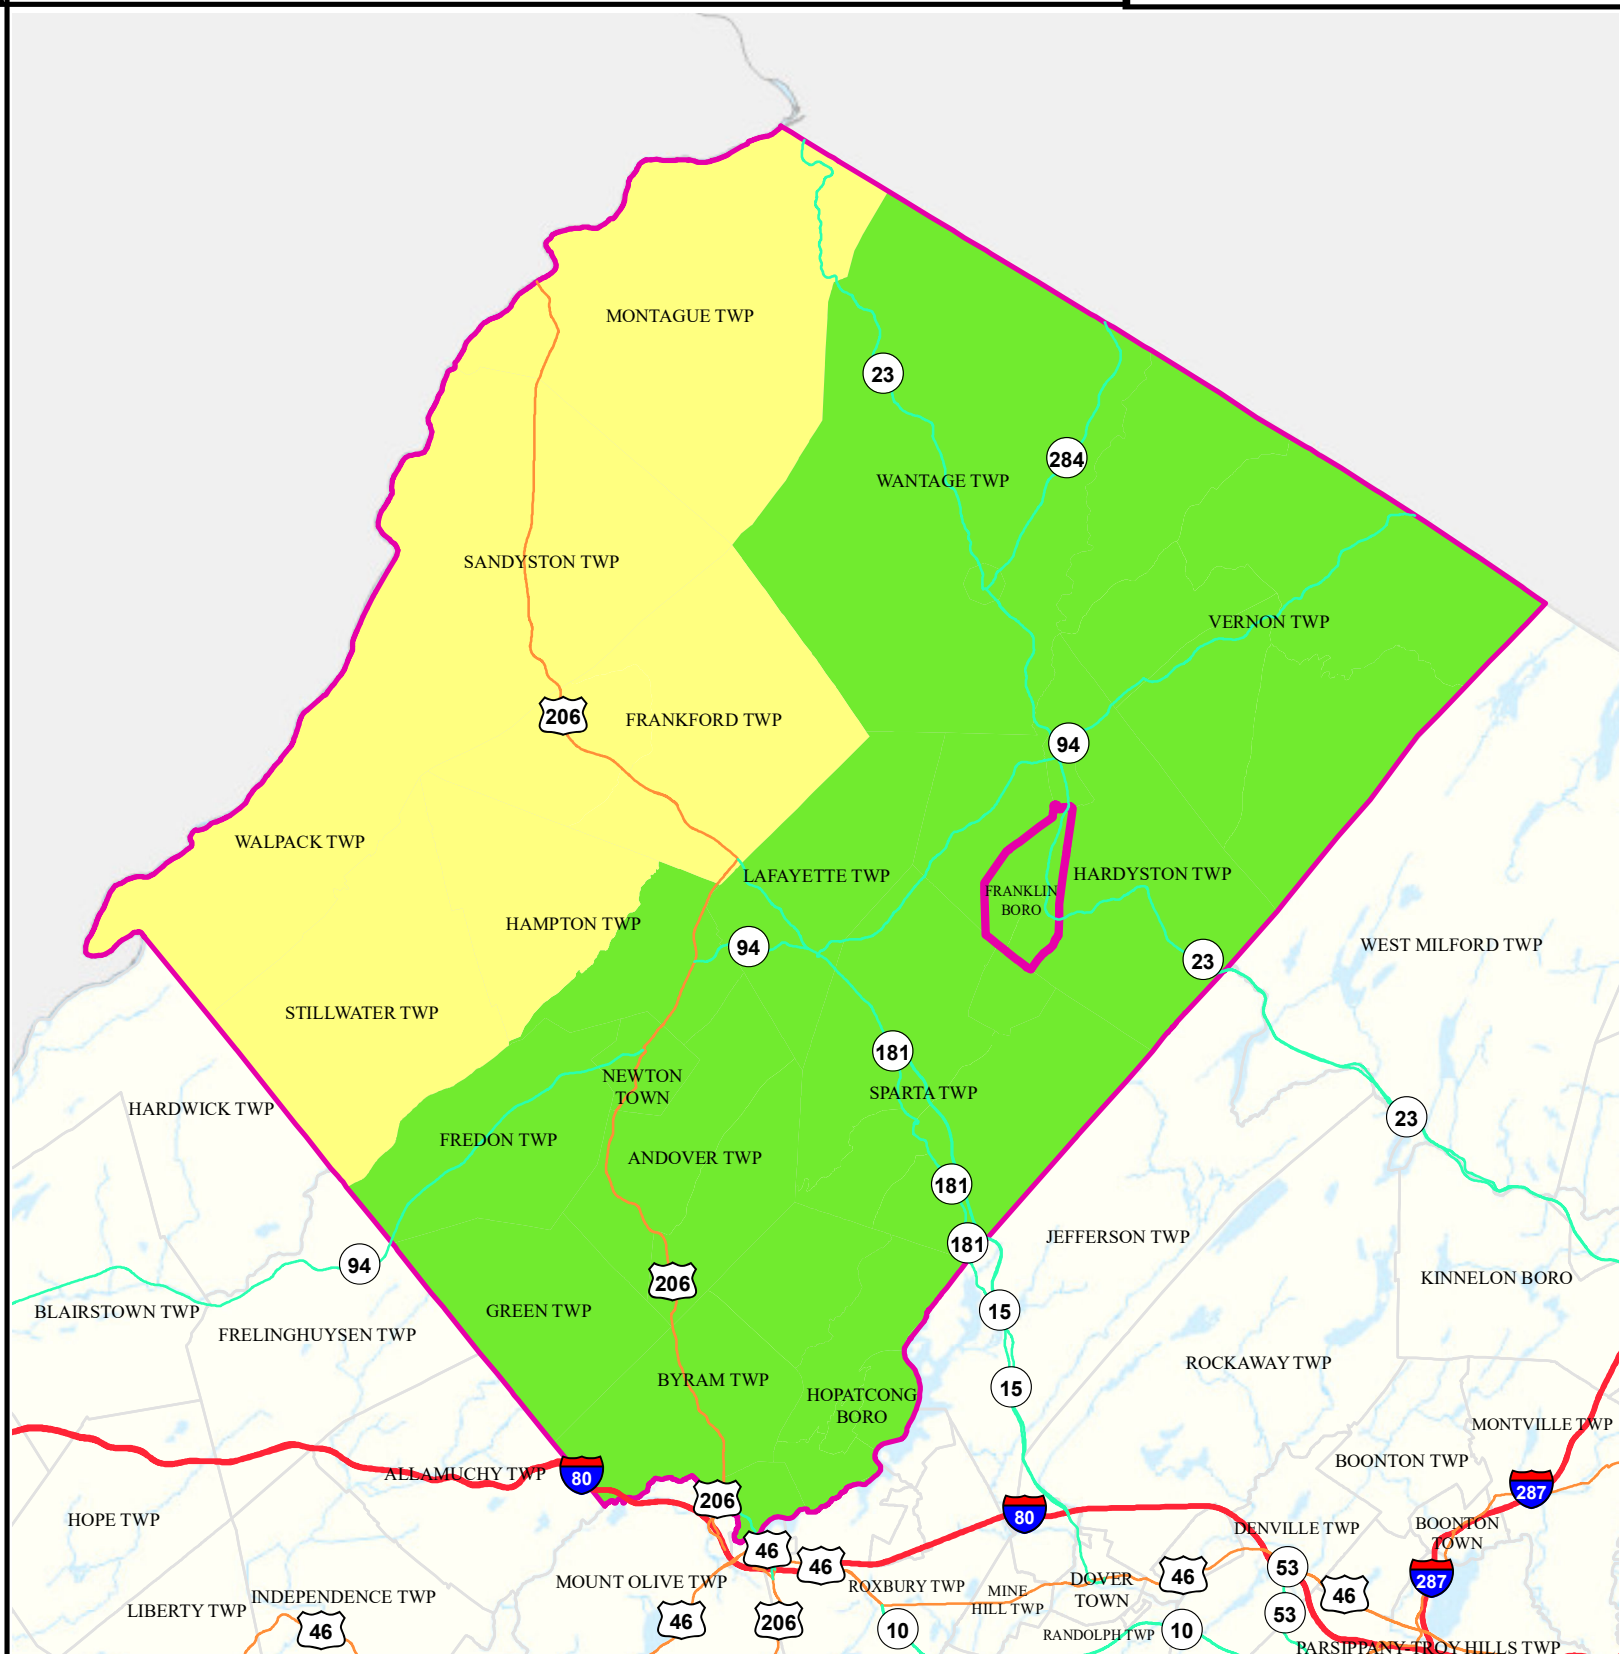 MONTAGUE TWP
23
284
WANTAGE TWP
SANDYSTON TWP
VERNON TWP
206
FRANKFORD TWP
94
WALPACK TWP
LAFAYETTE TWP
HARDYSTON TWP
FRANKLIN
BORO
HAMPTON TWP
94
WEST MILFORD TWP
23
STILLWATER TWP
181
NEWTON
TOWN
SPARTA TWP
HARDWICK TWP
23
FREDON TWP
ANDOVER TWP
181
181
JEFFERSON TWP
94
206
KINNELON BORO
BLAIRSTOWN TWP
GREEN TWP
15
FRELINGHUYSEN TWP
ROCKAWAY TWP
BYRAM TWP
15
HOPATCONG
BORO
MONTVILLE TWP
BOONTON TWP
ALLAMUCHY TWP
80
287
206
80
HOPE TWP
DENVILLE TWP
BOONTON
TOWN
46
46
53
46
287
MOUNT OLIVE TWP
ROXBURY TWP
MINE
HILL TWP
DOVER
TOWN
46
INDEPENDENCE TWP
LIBERTY TWP
46
46
206
10
53
RANDOLPH TWP
10
PARSIPPANY-TROY HILLS TWP